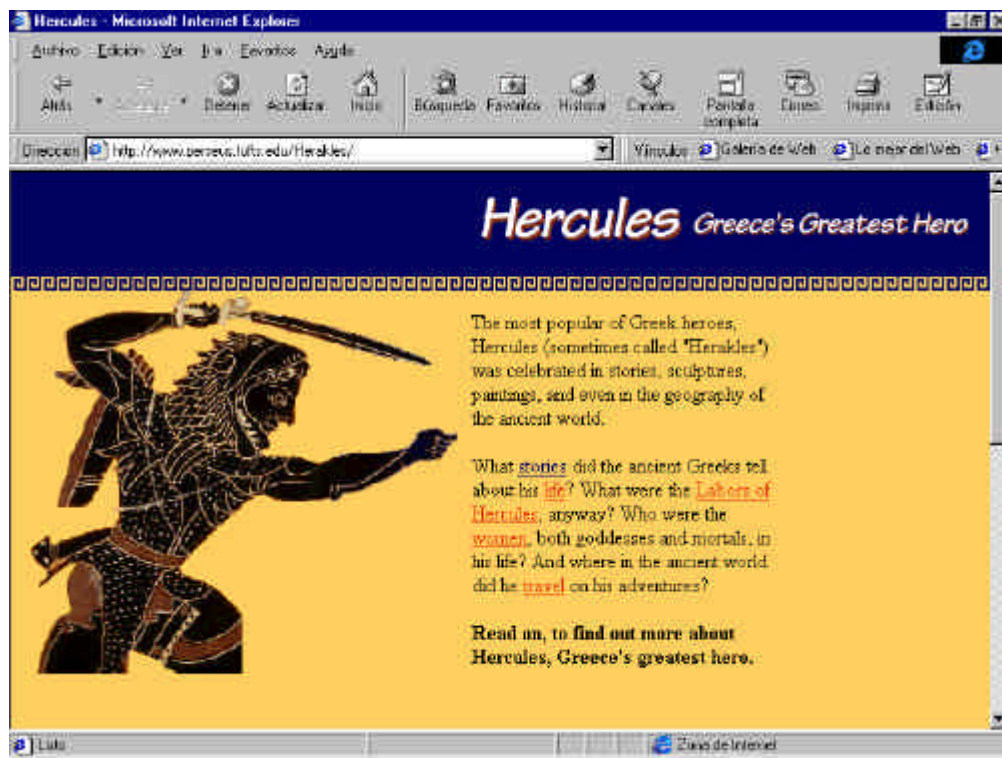 Hercules - Microsoft Internet Explorer
Archivo Edición Ver Ir a Favoritos Ayuda
Atrás Detener Actualizar Inicio Búsqueda Favoritos Historial Canales Pantalla completa Correo Imprimir Edición
Dirección http://www.perseus.tufts.edu/Herakles/ Vínculos Galería de Web Lo mejor del Web
Hercules Greece's Greatest Hero
The most popular of Greek heroes,
Hercules (sometimes called "Herakles")
was celebrated in stories, sculptures,
paintings, and even in the geography of
the ancient world.
What stories did the ancient Greeks tell
about his life? What were the Labors of
Hercules, anyway? Who were the
women, both goddesses and mortals, in
his life? And where in the ancient world
did he travel on his adventures?
Read on, to find out more about
Hercules, Greece's greatest hero.
Listo Zona de Internet